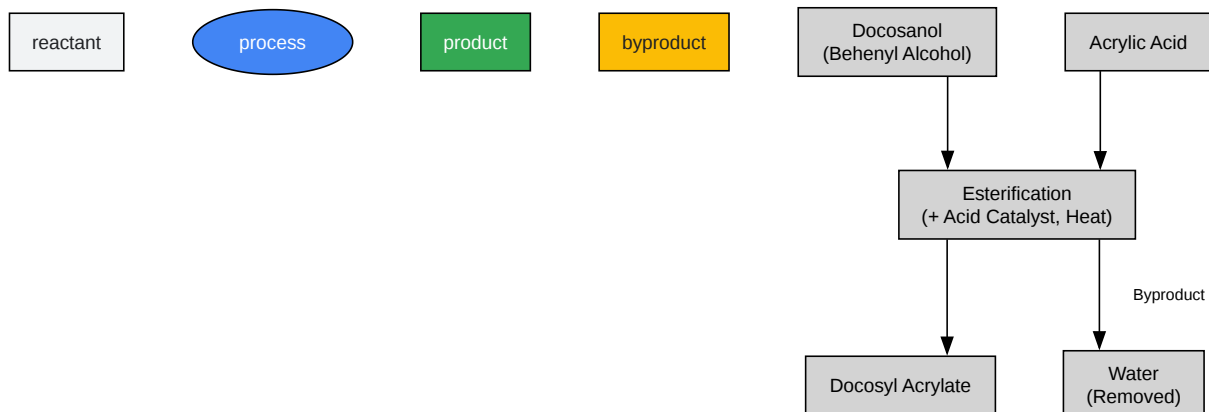 reactant
process
product
byproduct
Docosanol
(Behenyl Alcohol)
Acrylic Acid
Esterification
(+ Acid Catalyst, Heat)
Byproduct
Docosyl Acrylate
Water
(Removed)